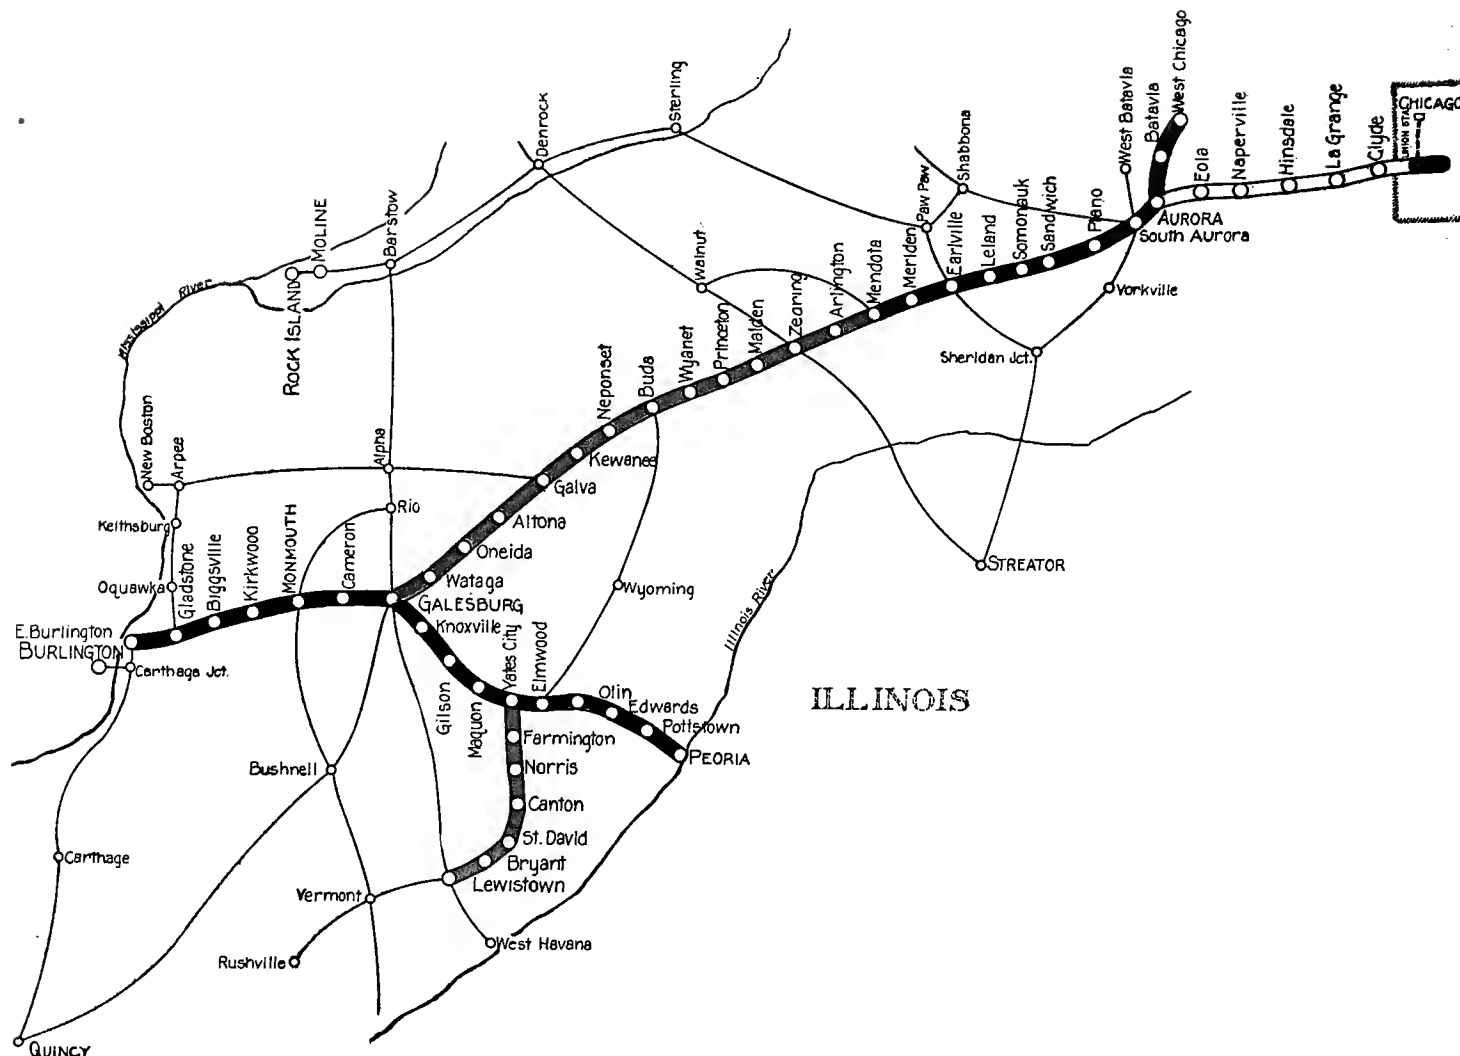 Sterling
Denrock
Shabbona
West Batavia
Batavia
West Chicago
Eola
Naperville
Hinsdale
La Grange
Clyde
CHICAGO
UNION STA.
AURORA
South Aurora
Plano
Sandwich
Somonauk
Leland
Earlville
Paw Paw
Meriden
Mendota
Arlington
Zearing
Malden
Princeton
Wyanet
Buda
Neponset
Kewanee
Galva
Altona
Oneida
Wataga
GALESBURG
Walnut
Yorkville
Sheridan Jct.
STREATOR
Barstow
MOLINE
ROCK ISLAND
Mississippi River
New Boston
Arpee
Alpha
Rio
Keithsburg
Oquawka
Gladstone
Biggsville
Kirkwood
MONMOUTH
Cameron
E. Burlington
BURLINGTON
Carthage Jct.
Knoxville
Gilson
Maquon
Yates City
Elmwood
Wyoming
Olin
Edwards
Pottstown
PEORIA
Illinois River
ILLINOIS
Farmington
Norris
Canton
St. David
Bryant
Lewistown
Bushnell
Carthage
Vermont
Rushville
West Havana
QUINCY